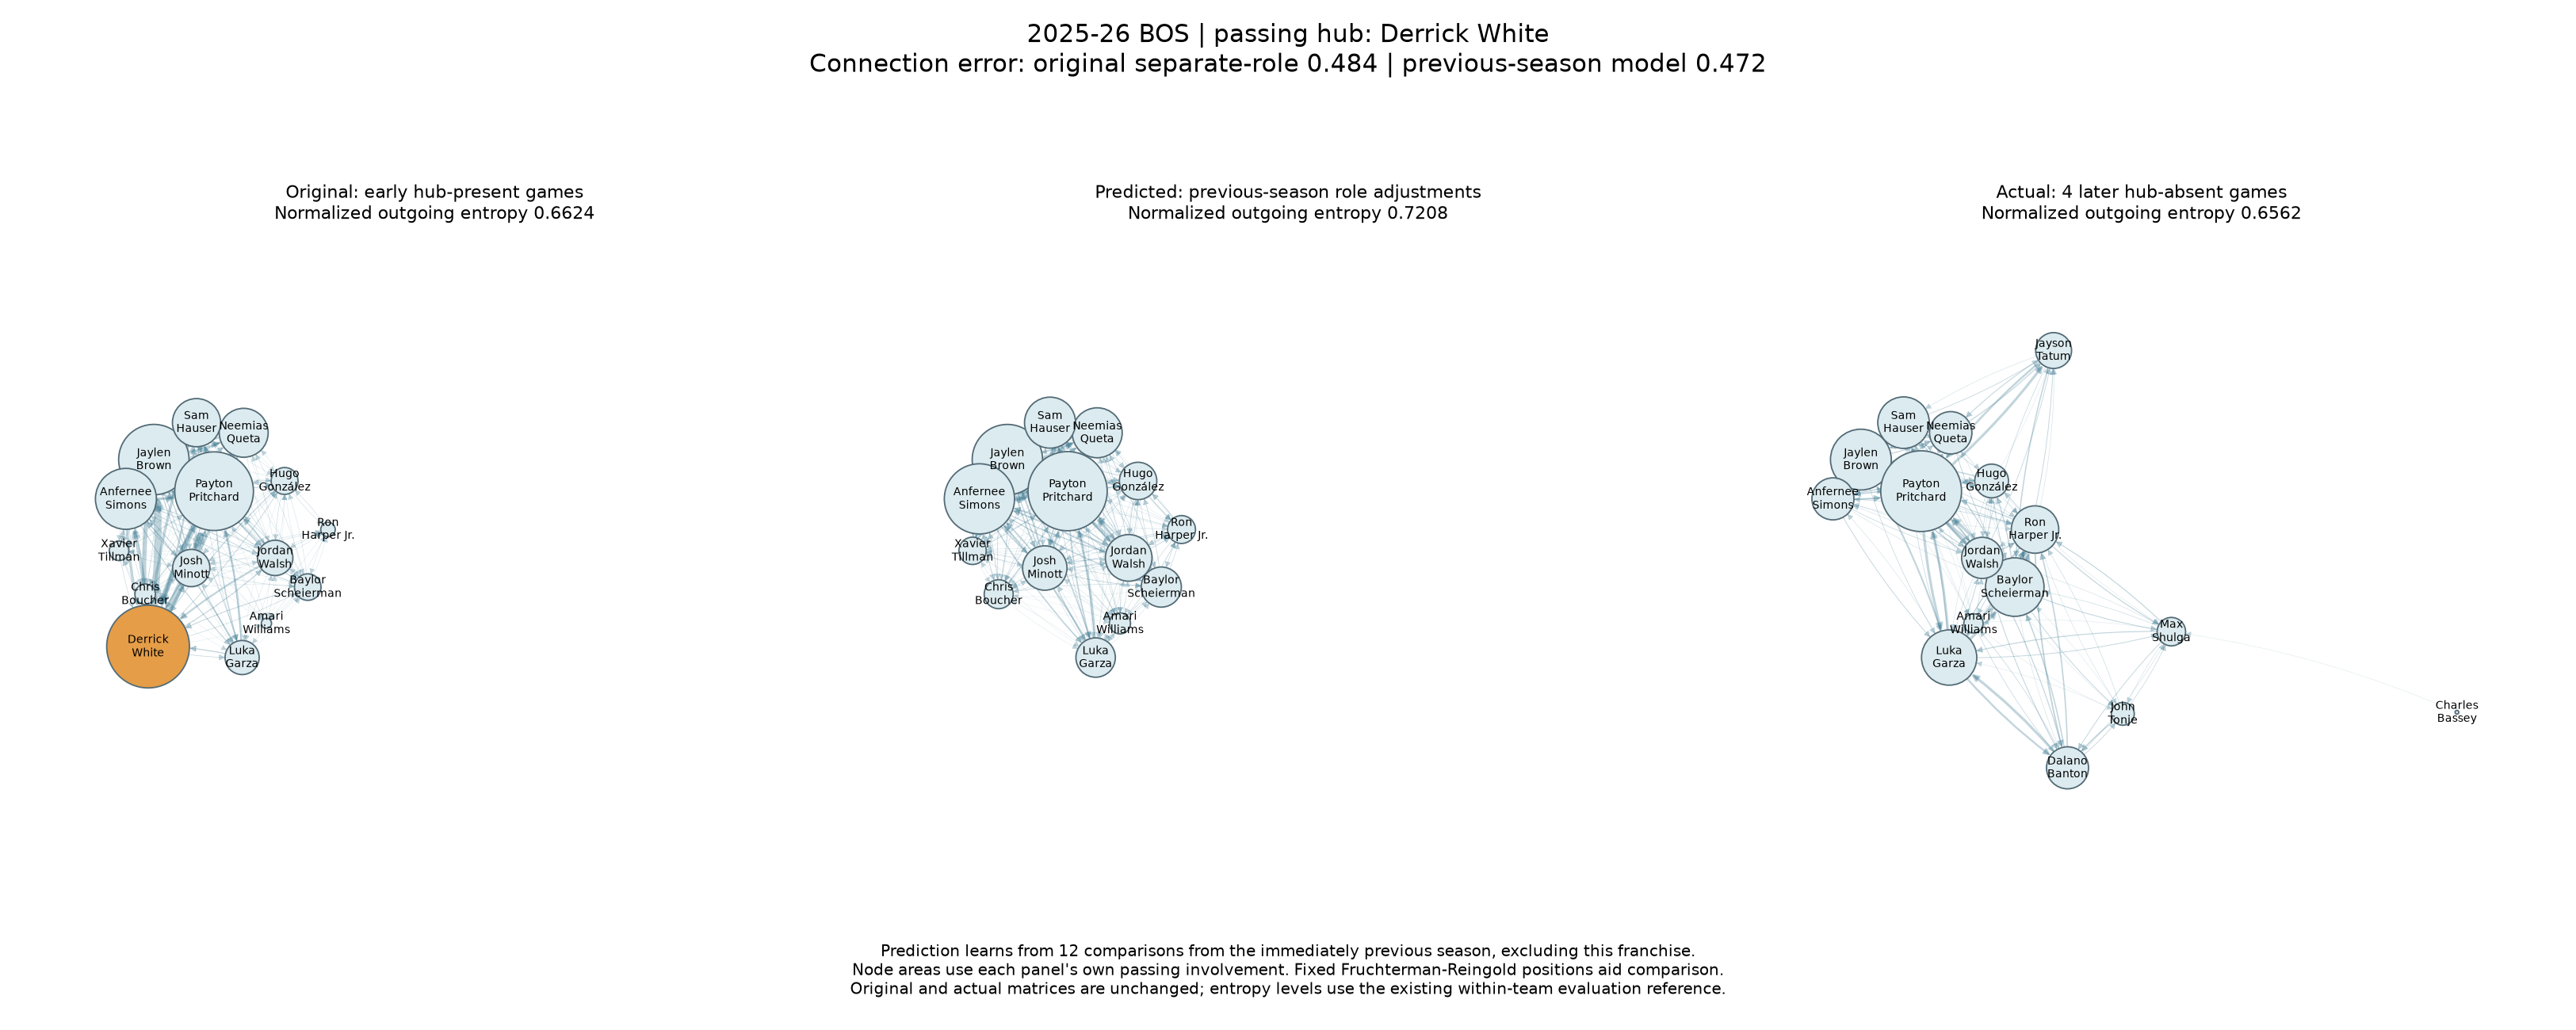 2025-26 BOS | passing hub: Derrick White
Connection error: original separate-role 0.484 | previous-season model 0.472
Original: early hub-present games
Normalized outgoing entropy 0.6624
Sam
Hauser
Neemias
Queta
Jaylen
Brown
Payton
Pritchard
Hugo
González
Anfernee
Simons
Ron
Harper Jr.
Xavier
Tillman
Josh
Minott
Jordan
Walsh
Chris
Boucher
Baylor
Scheierman
Amari
Williams
Derrick
White
Luka
Garza
Predicted: previous-season role adjustments
Normalized outgoing entropy 0.7208
Sam
Hauser
Neemias
Queta
Jaylen
Brown
Payton
Pritchard
Hugo
González
Anfernee
Simons
Ron
Harper Jr.
Xavier
Tillman
Josh
Minott
Jordan
Walsh
Chris
Boucher
Baylor
Scheierman
Amari
Williams
Luka
Garza
Actual: 4 later hub-absent games
Normalized outgoing entropy 0.6562
Jayson
Tatum
Sam
Hauser
Neemias
Queta
Jaylen
Brown
Payton
Pritchard
Hugo
González
Anfernee
Simons
Ron
Harper Jr.
Jordan
Walsh
Baylor
Scheierman
Amari
Williams
Max
Shulga
Luka
Garza
John
Tonje
Charles
Bassey
Dalano
Banton
Prediction learns from 12 comparisons from the immediately previous season, excluding this franchise.
Node areas use each panel's own passing involvement. Fixed Fruchterman-Reingold positions aid comparison.
Original and actual matrices are unchanged; entropy levels use the existing within-team evaluation reference.